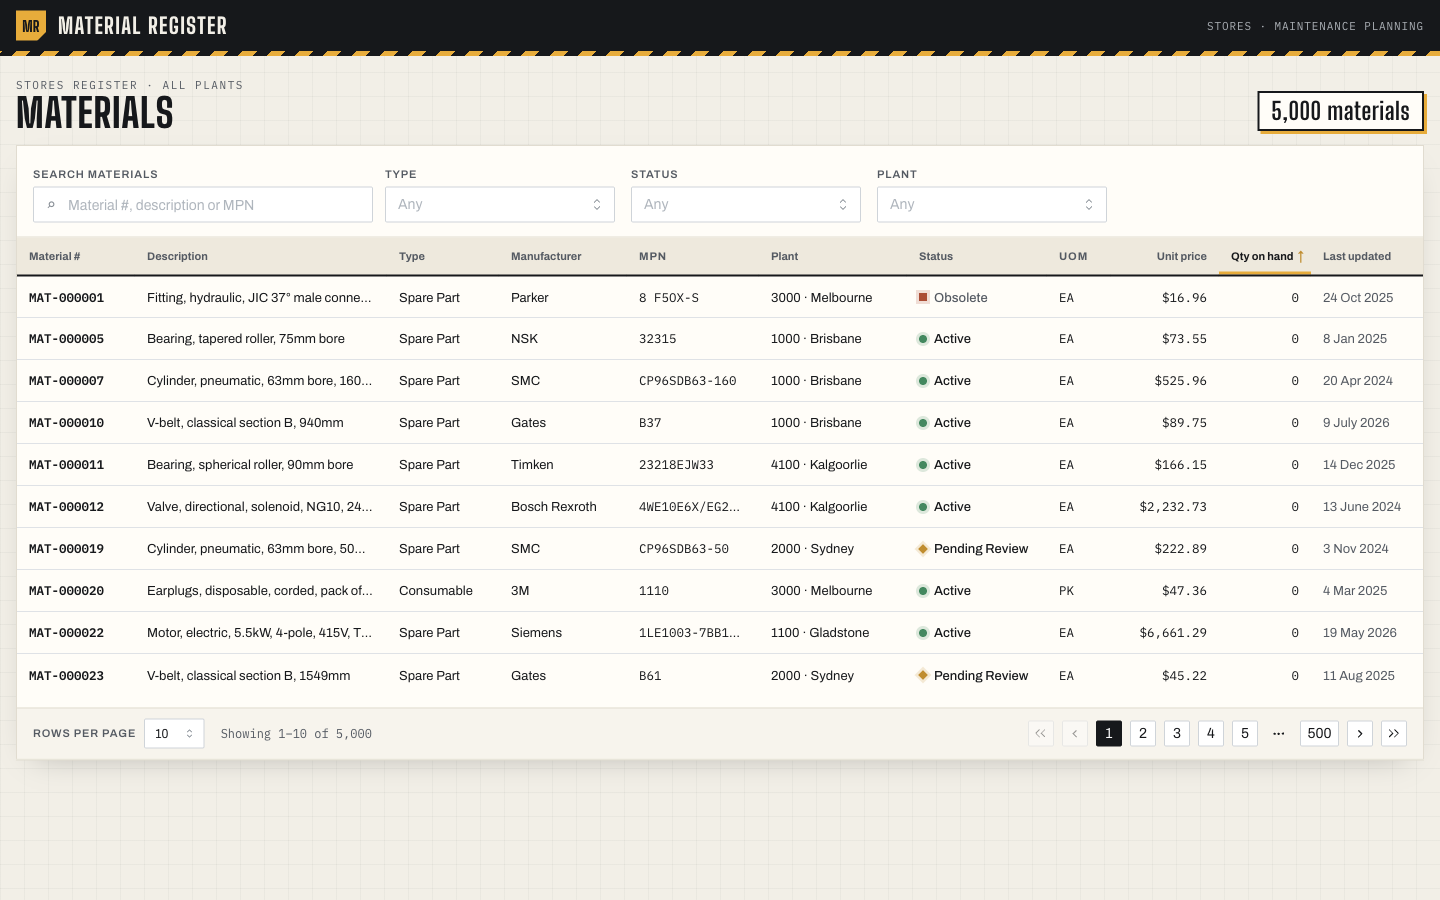 MR MATERIAL REGISTER STORES · MAINTENANCE PLANNING
STORES REGISTER · ALL PLANTS
MATERIALS 5,000 materials
SEARCH MATERIALS TYPE STATUS PLANT
Material #, description or MPN Any Any Any
Material # Description Type Manufacturer MPN Plant Status UOM Unit price Qty on hand ↑ Last updated
MAT-000001 Fitting, hydraulic, JIC 37° male conne... Spare Part Parker 8 F5OX-S 3000 · Melbourne Obsolete EA $16.96 0 24 Oct 2025
MAT-000005 Bearing, tapered roller, 75mm bore Spare Part NSK 32315 1000 · Brisbane Active EA $73.55 0 8 Jan 2025
MAT-000007 Cylinder, pneumatic, 63mm bore, 160... Spare Part SMC CP96SDB63-160 1000 · Brisbane Active EA $525.96 0 20 Apr 2024
MAT-000010 V-belt, classical section B, 940mm Spare Part Gates B37 1000 · Brisbane Active EA $89.75 0 9 July 2026
MAT-000011 Bearing, spherical roller, 90mm bore Spare Part Timken 23218EJW33 4100 · Kalgoorlie Active EA $166.15 0 14 Dec 2025
MAT-000012 Valve, directional, solenoid, NG10, 24... Spare Part Bosch Rexroth 4WE10E6X/EG2... 4100 · Kalgoorlie Active EA $2,232.73 0 13 June 2024
MAT-000019 Cylinder, pneumatic, 63mm bore, 50... Spare Part SMC CP96SDB63-50 2000 · Sydney Pending Review EA $222.89 0 3 Nov 2024
MAT-000020 Earplugs, disposable, corded, pack of... Consumable 3M 1110 3000 · Melbourne Active PK $47.36 0 4 Mar 2025
MAT-000022 Motor, electric, 5.5kW, 4-pole, 415V, T... Spare Part Siemens 1LE1003-7BB1... 1100 · Gladstone Active EA $6,661.29 0 19 May 2026
MAT-000023 V-belt, classical section B, 1549mm Spare Part Gates B61 2000 · Sydney Pending Review EA $45.22 0 11 Aug 2025
ROWS PER PAGE 10 Showing 1–10 of 5,000 1 2 3 4 5 ··· 500